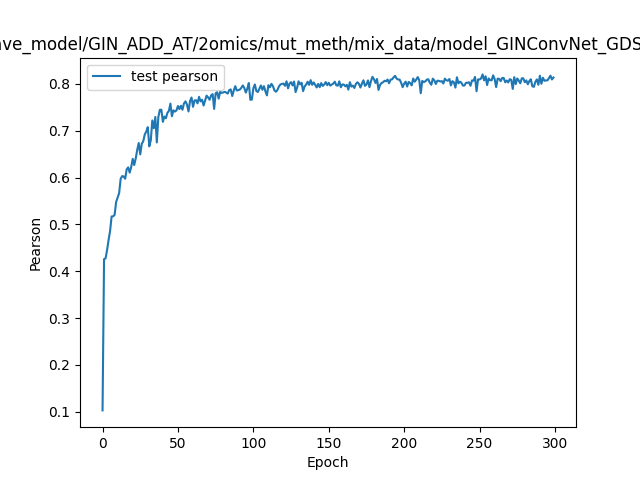 ave_model/GIN_ADD_AT/2omics/mut_meth/mix_data/model_GINConvNet_GDS
test pearson
0.8
0.7
0.6
0.5
0.4
0.3
0.2
0.1
Pearson
0 50 100 150 200 250 300
Epoch